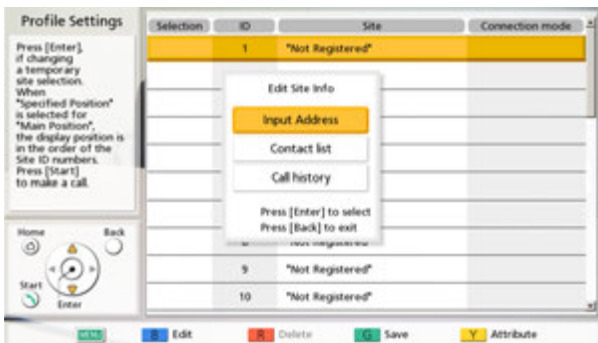 Profile Settings
Press [Enter],
if changing
a temporary
site selection.
When
"Specified Position"
is selected for
"Main Position",
the display position is
in the order of the
Site ID numbers.
Press [Start]
to make a call.
Home Back
Start
Enter
Selection ID Site Connection mode
1 "Not Registered"
Edit Site Info
Input Address
Contact list
Call history
Press [Enter] to select
Press [Back] to exit
8 "Not Registered"
9 "Not Registered"
10 "Not Registered"
MENU B Edit R Delete G Save Y Attribute